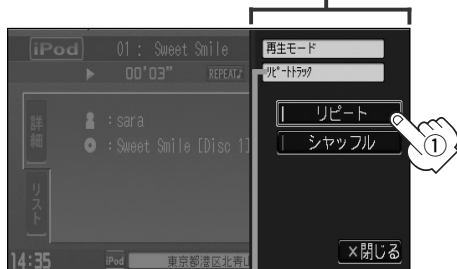 iPod 01： Sweet Smile
▶ 00'03” REPEAT♪
詳細
：sara
：Sweet Smile [Disc 1]
リスト
14:35 iPod 東京都港区北青山
再生モード
リピートトラック
リピート
シャッフル
×閉じる
①